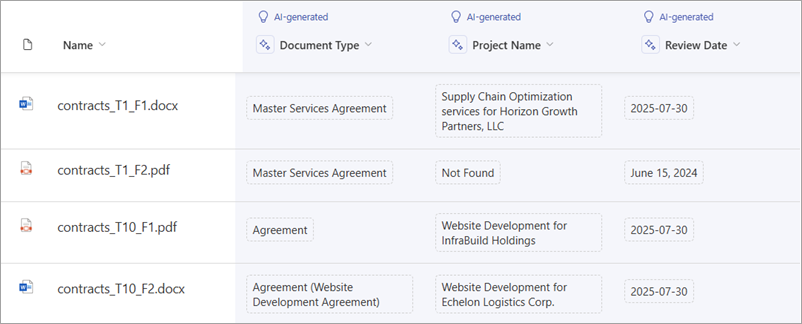 AI-generated AI-generated AI-generated
Name Document Type Project Name Review Date
contracts_T1_F1.docx
Master Services Agreement
Supply Chain Optimization
services for Horizon Growth
Partners, LLC
2025-07-30
contracts_T1_F2.pdf
Master Services Agreement
Not Found
June 15, 2024
contracts_T10_F1.pdf
Agreement
Website Development for
InfraBuild Holdings
2025-07-30
contracts_T10_F2.docx
Agreement (Website
Development Agreement)
Website Development for
Echelon Logistics Corp.
2025-07-30